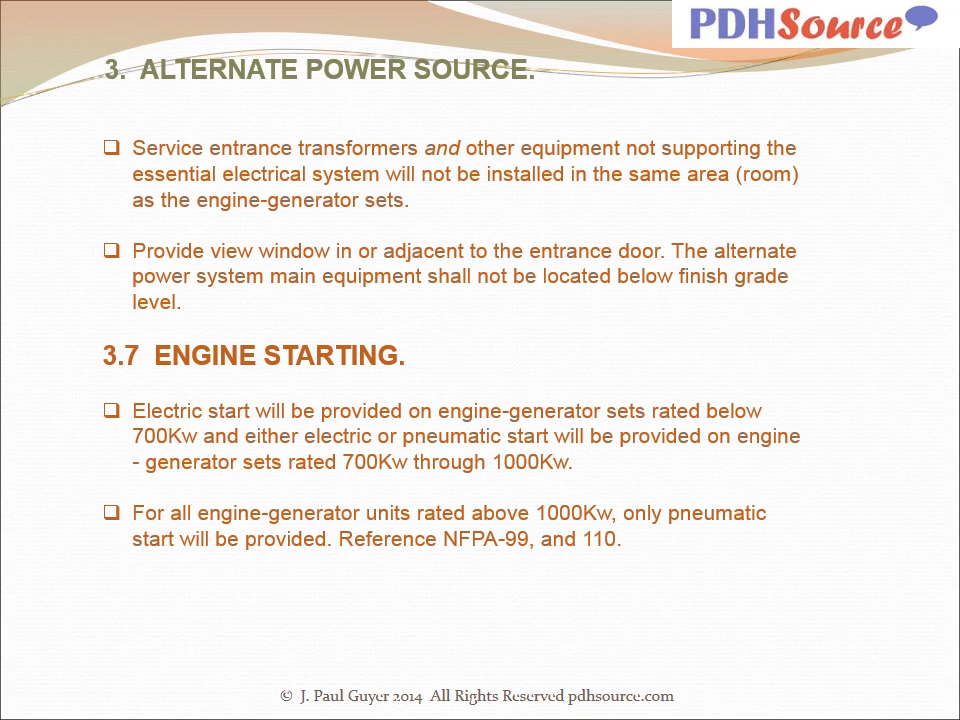 PDHSource
3. ALTERNATE POWER SOURCE.
❑ Service entrance transformers and other equipment not supporting the
essential electrical system will not be installed in the same area (room)
as the engine-generator sets.
❑ Provide view window in or adjacent to the entrance door. The alternate
power system main equipment shall not be located below finish grade
level.
3.7 ENGINE STARTING.
❑ Electric start will be provided on engine-generator sets rated below
700Kw and either electric or pneumatic start will be provided on engine
- generator sets rated 700Kw through 1000Kw.
❑ For all engine-generator units rated above 1000Kw, only pneumatic
start will be provided. Reference NFPA-99, and 110.
© J. Paul Guyer 2014 All Rights Reserved pdhsource.com